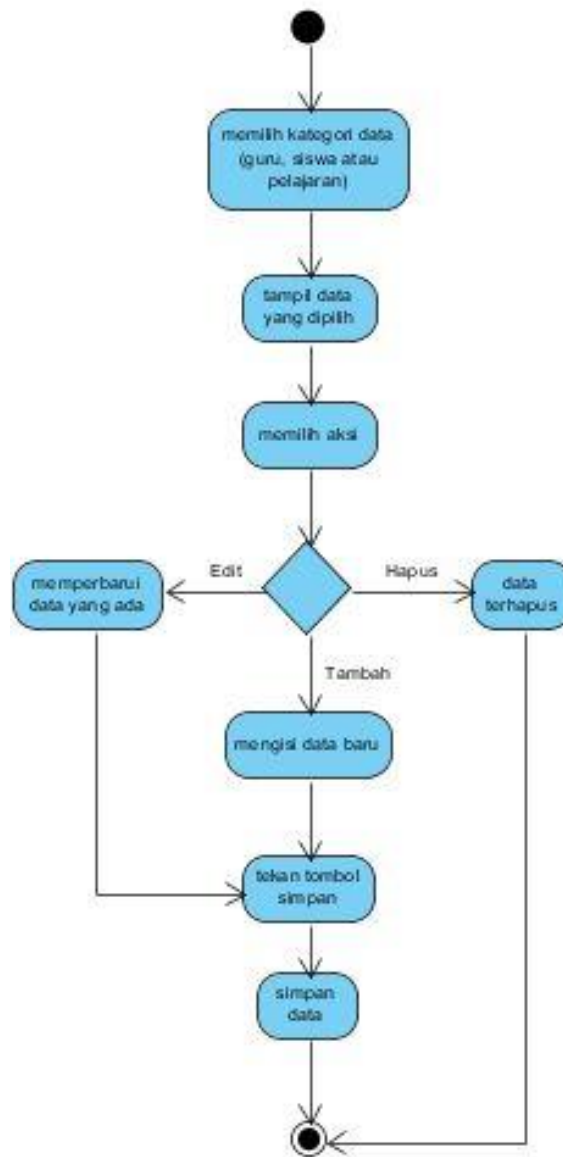 memilih kategori data
(guru, siswa atau
pelajaran)
tampil data
yang dipilih
memilih aksi
Edit
Hapus
memperbarui
data yang ada
data
terhapus
Tambah
mengisi data baru
tekan tombol
simpan
simpan
data